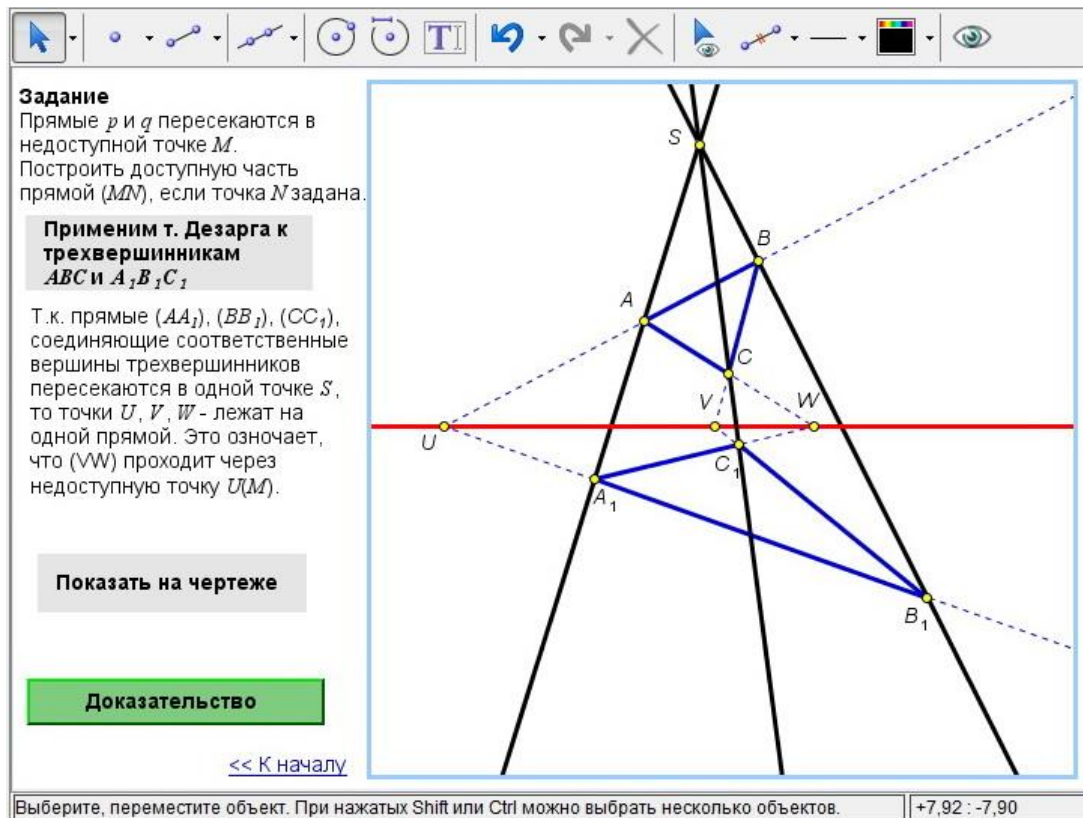 Задание
Прямые p и q пересекаются в
недоступной точке M.
Построить доступную часть
прямой (MN), если точка N задана.
Применим т. Дезарга к
трехвершинникам
ABC и A₁B₁C₁
Т.к. прямые (AA₁), (BB₁), (CC₁),
соединяющие соответственные
вершины трехвершинников
пересекаются в одной точке S,
то точки U, V, W - лежат на
одной прямой. Это озночает,
что (VW) проходит через
недоступную точку U(M).
Показать на чертеже
Доказательство
<< К началу
S
B
A
C
V
W
U
C₁
A₁
B₁
Выберите, переместите объект. При нажатых Shift или Ctrl можно выбрать несколько объектов.
+7,92 : -7,90
T